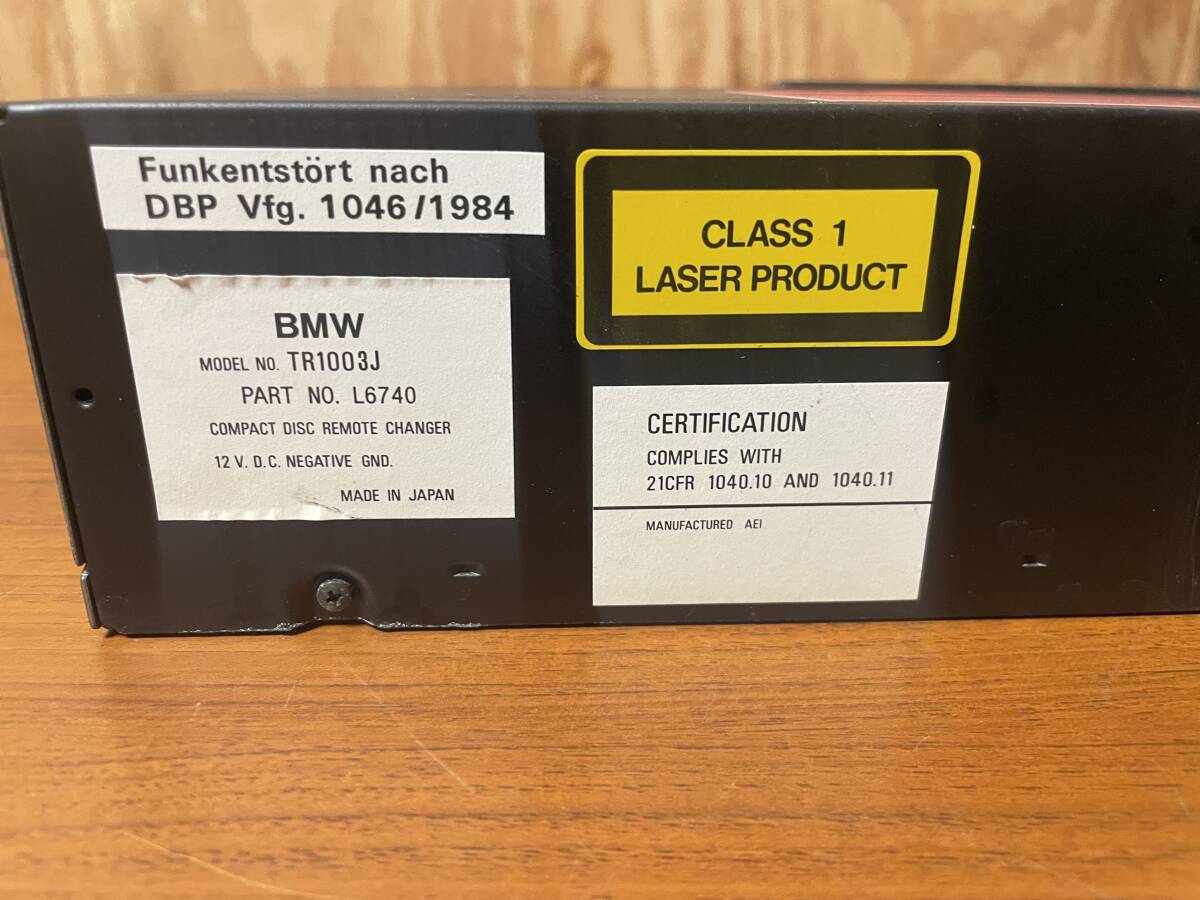 Funkentstört nach
DBP Vfg. 1046/1984
BMW
MODEL NO. TR1003J
PART NO. L6740
COMPACT DISC REMOTE CHANGER
12 V. D.C. NEGATIVE GND.
MADE IN JAPAN
CLASS 1
LASER PRODUCT
CERTIFICATION
COMPLIES WITH
21CFR 1040.10 AND 1040.11
MANUFACTURED AEI